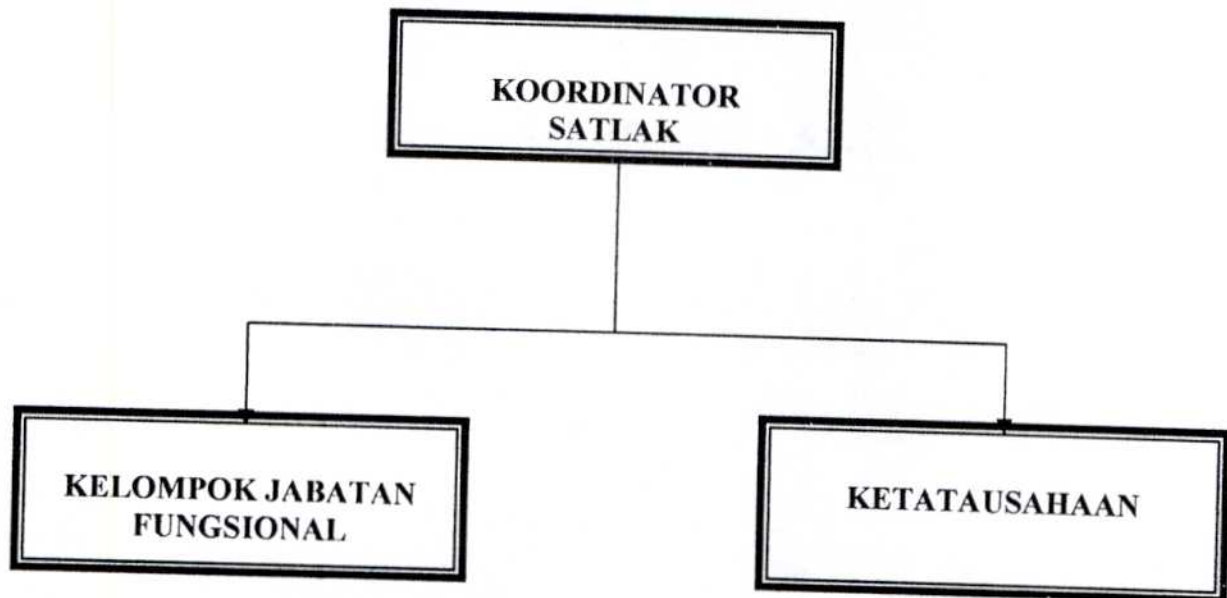 KOORDINATOR
SATLAK
KELOMPOK JABATAN
FUNGSIONAL
KETATAUSAHAAN